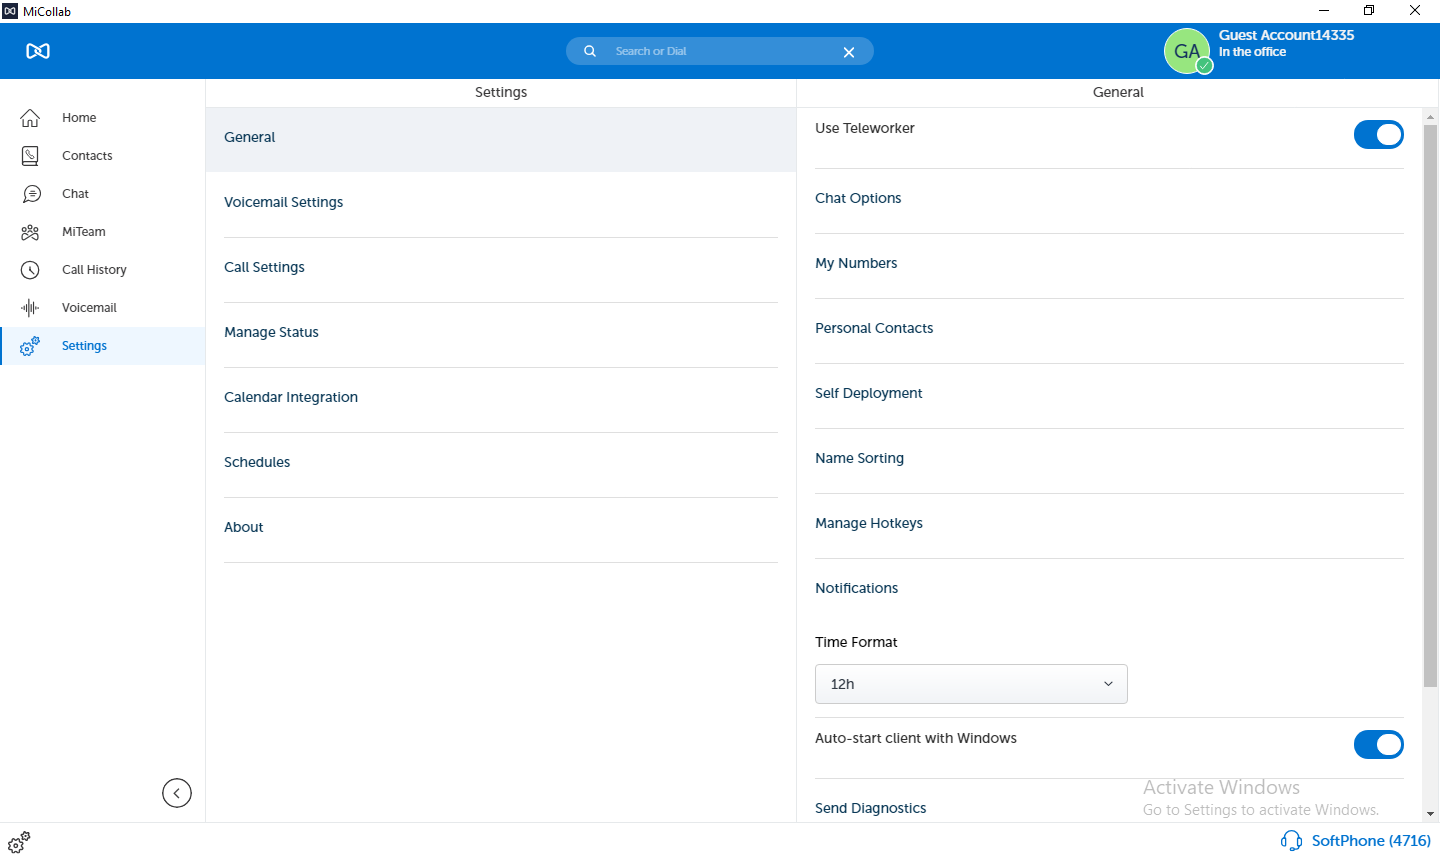 MiCollab
Search or Dial
GA
Guest Account14335
In the office
Home
Contacts
Chat
MiTeam
Call History
Voicemail
Settings
Settings
General
Voicemail Settings
Call Settings
Manage Status
Calendar Integration
Schedules
About
General
Use Teleworker
Chat Options
My Numbers
Personal Contacts
Self Deployment
Name Sorting
Manage Hotkeys
Notifications
Time Format
12h
Auto-start client with Windows
Send Diagnostics
Activate Windows
Go to Settings to activate Windows.
SoftPhone (4716)